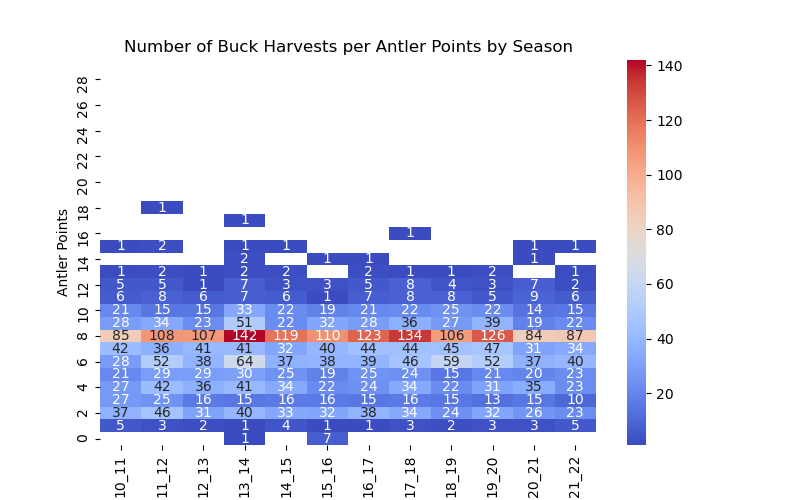 Number of Buck Harvests per Antler Points by Season
28
26
24
22
20
18 1
1
16 1
1 2 1 1 1 1
14 2 1 1 1
1 2 1 2 2 2 1 1 2 1
12 5 5 1 7 3 3 5 8 4 3 7 2
6 8 6 7 6 1 7 8 8 5 9 6
10 21 15 15 33 22 19 21 22 25 22 14 15
28 34 23 51 22 32 28 36 27 39 19 22
8 85 108 107 142 119 110 123 134 106 126 84 87
42 36 41 41 32 40 44 44 45 47 31 34
6 28 52 38 64 37 38 39 46 59 52 37 40
21 29 29 30 25 19 25 24 15 21 20 23
4 27 42 36 41 34 22 24 34 22 31 35 23
27 25 16 15 16 16 15 16 15 13 15 10
2 37 46 31 40 33 32 38 34 24 32 26 23
5 3 2 1 4 1 1 3 2 3 3 5
0 1 7
10_11 11_12 12_13 13_14 14_15 15_16 16_17 17_18 18_19 19_20 20_21 21_22
Antler Points
140
120
100
80
60
40
20